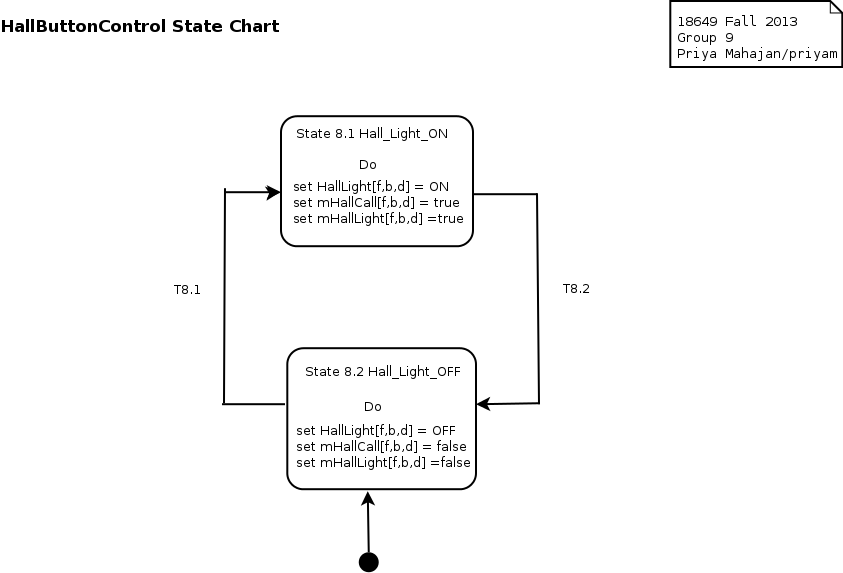 HallButtonControl State Chart
18649 Fall 2013
Group 9
Priya Mahajan/priyam
State 8.1 Hall_Light_ON
Do
set HallLight[f,b,d] = ON
set mHallCall[f,b,d] = true
set mHallLight[f,b,d] =true
T8.1
T8.2
State 8.2 Hall_Light_OFF
Do
set HallLight[f,b,d] = OFF
set mHallCall[f,b,d] = false
set mHallLight[f,b,d] =false